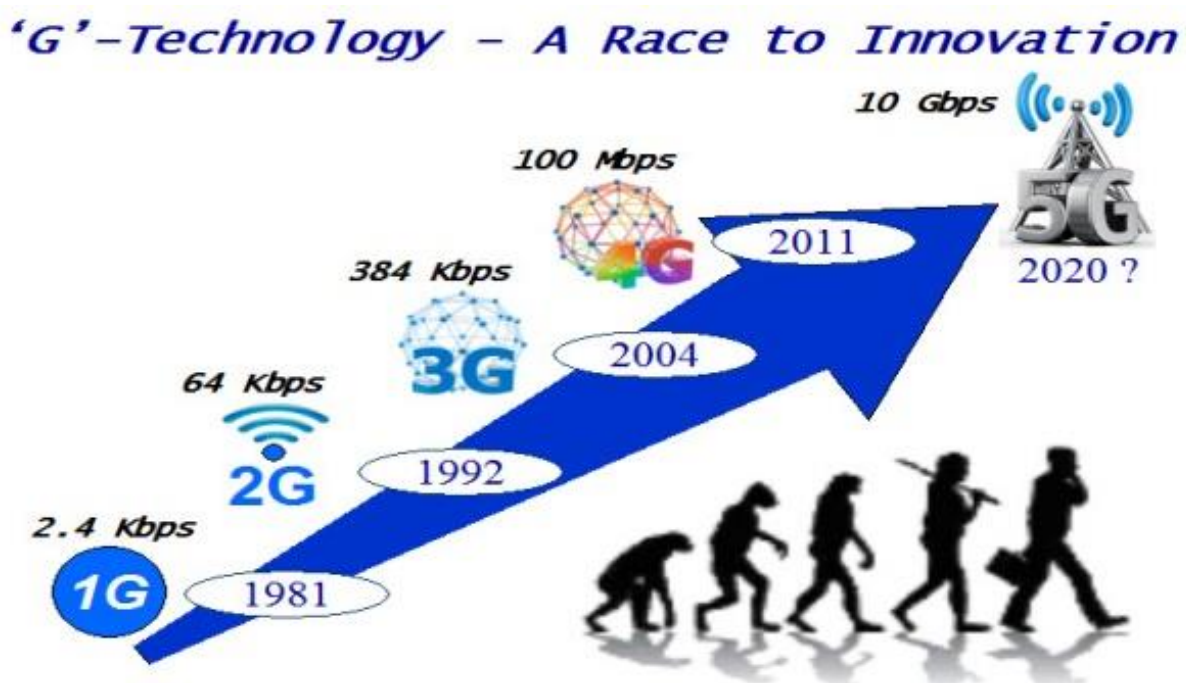 'G'-Technology - A Race to Innovation
10 Gbps
5G
2020 ?
100 Mbps
4G
2011
384 Kbps
3G
2004
64 Kbps
2G
1992
2.4 Kbps
1G
1981